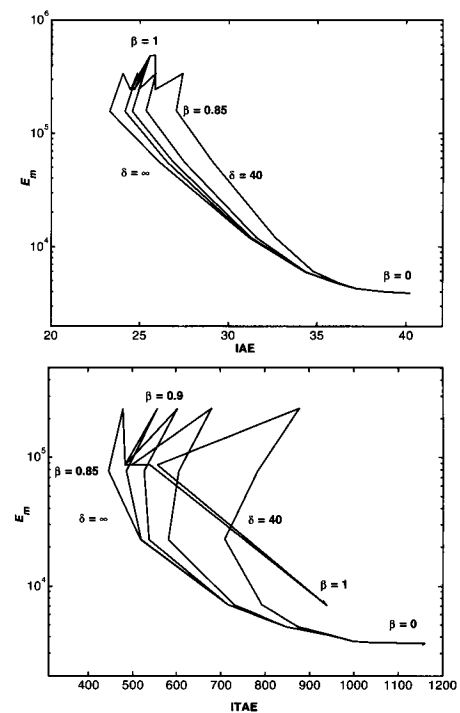 10^6
β = 1
10^5
β = 0.85
E_m
δ = ∞
δ = 40
10^4
β = 0
20 25 30 35 40
IAE
β = 0.9
10^5
β = 0.85
E_m
δ = ∞
δ = 40
10^4
β = 1
β = 0
400 500 600 700 800 900 1000 1100 1200
ITAE